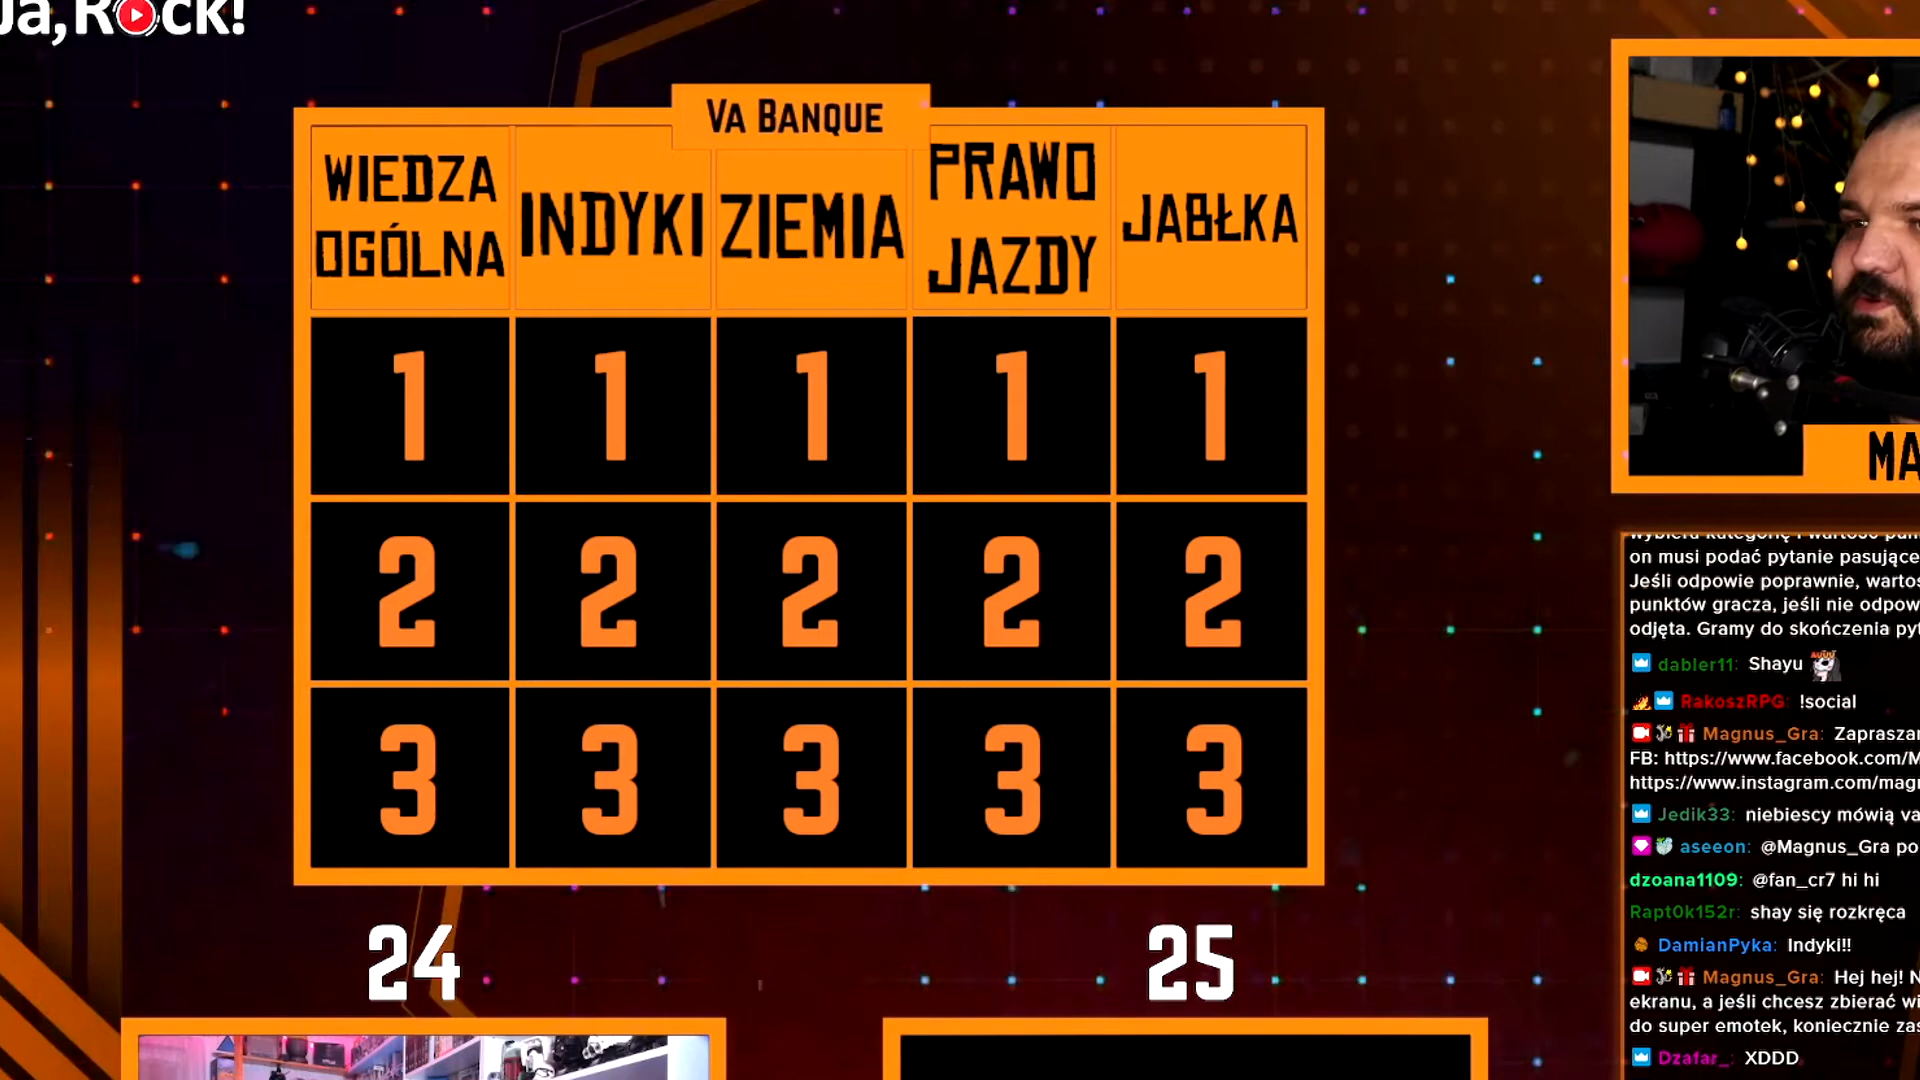 Ja, Rock!
Va Banque
WIEDZA
OGÓLNA
INDYKI
ZIEMIA
PRAWO
JAZDY
JABŁKA
1 1 1 1 1
2 2 2 2 2
3 3 3 3 3
24
25
MA
on musi podać pytanie pasujące
Jeśli odpowie poprawnie, wartoś
punktów gracza, jeśli nie odpow
odjęta. Gramy do skończenia pyt
dabler11: Shayu
RakoszRPG: !social
Magnus_Gra: Zapraszam
FB: https://www.facebook.com/M
https://www.instagram.com/mag
Jedik33: niebiescy mówią va
aseeon: @Magnus_Gra po
dzoana1109: @fan_cr7 hi hi
Rapt0k152r: shay się rozkręca
DamianPyka: Indyki!!
Magnus_Gra: Hej hej! N
ekranu, a jeśli chcesz zbierać wi
do super emotek, koniecznie zas
Dzafar_: XDDD